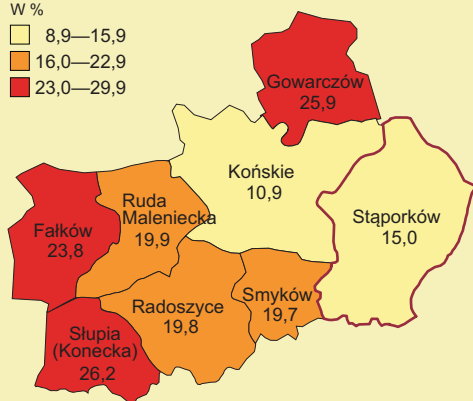 W %
8,9—15,9
16,0—22,9
23,0—29,9
Gowarczów
25,9
Końskie
10,9
Stąporków
15,0
Ruda
Maleniecka
19,9
Fałków
23,8
Smyków
19,7
Radoszyce
19,8
Słupia
(Konecka)
26,2